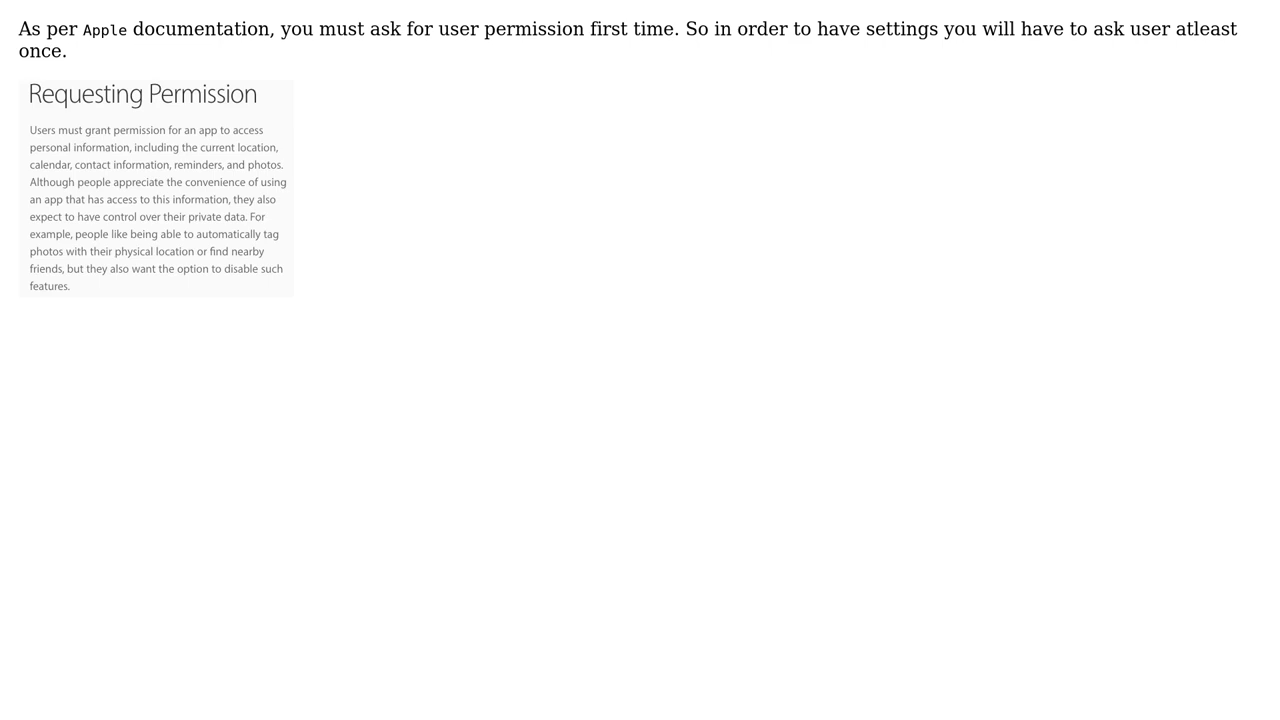 As per Apple documentation, you must ask for user permission first time. So in order to have settings you will have to ask user atleast
once.
Requesting Permission
Users must grant permission for an app to access
personal information, including the current location,
calendar, contact information, reminders, and photos.
Although people appreciate the convenience of using
an app that has access to this information, they also
expect to have control over their private data. For
example, people like being able to automatically tag
photos with their physical location or find nearby
friends, but they also want the option to disable such
features.